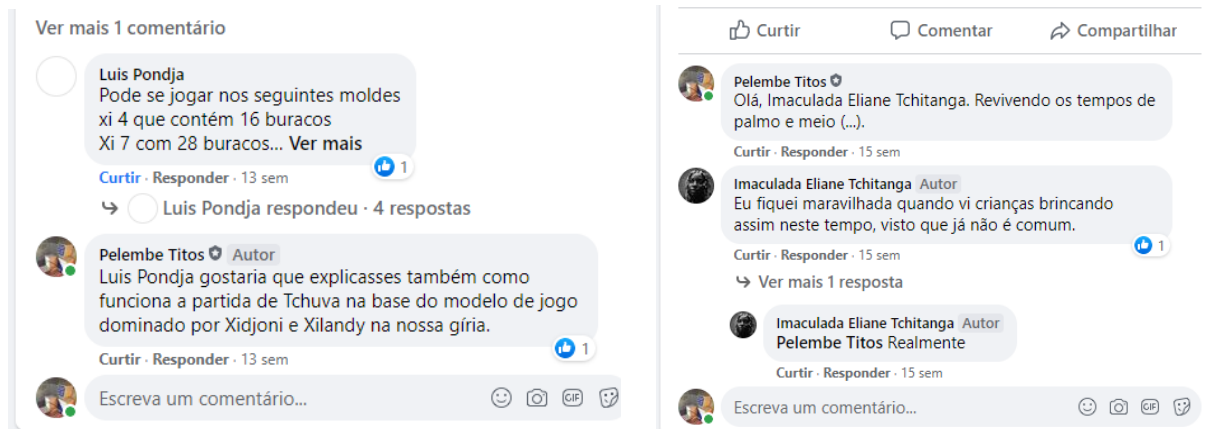 Ver mais 1 comentário
Luis Pondja
Pode se jogar nos seguintes moldes
xi 4 que contém 16 buracos
Xi 7 com 28 buracos... Ver mais
1
Curtir · Responder · 13 sem
Luis Pondja respondeu · 4 respostas
Pelembe Titos Autor
Luis Pondja gostaria que explicasses também como
funciona a partida de Tchuva na base do modelo de jogo
dominado por Xidjoni e Xilandy na nossa gíria.
1
Curtir · Responder · 13 sem
Escreva um comentário...
GIF
Curtir Comentar Compartilhar
Pelembe Titos
Olá, Imaculada Eliane Tchitanga. Revivendo os tempos de
palmo e meio (...).
Curtir · Responder · 15 sem
Imaculada Eliane Tchitanga Autor
Eu fiquei maravilhada quando vi crianças brincando
assim neste tempo, visto que já não é comum.
1
Curtir · Responder · 15 sem
Ver mais 1 resposta
Imaculada Eliane Tchitanga Autor
Pelembe Titos Realmente
Curtir · Responder · 15 sem
Escreva um comentário...
GIF